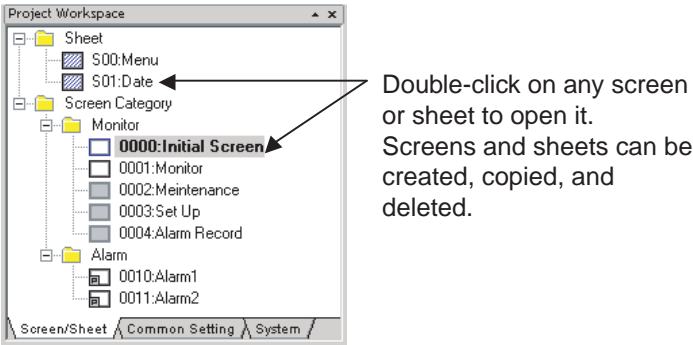 Project Workspace
Sheet
S00:Menu
S01:Date
Screen Category
Monitor
0000:Initial Screen
0001:Monitor
0002:Meintenance
0003:Set Up
0004:Alarm Record
Alarm
0010:Alarm1
0011:Alarm2
Screen/Sheet Common Setting System
Double-click on any screen
or sheet to open it.
Screens and sheets can be
created, copied, and
deleted.